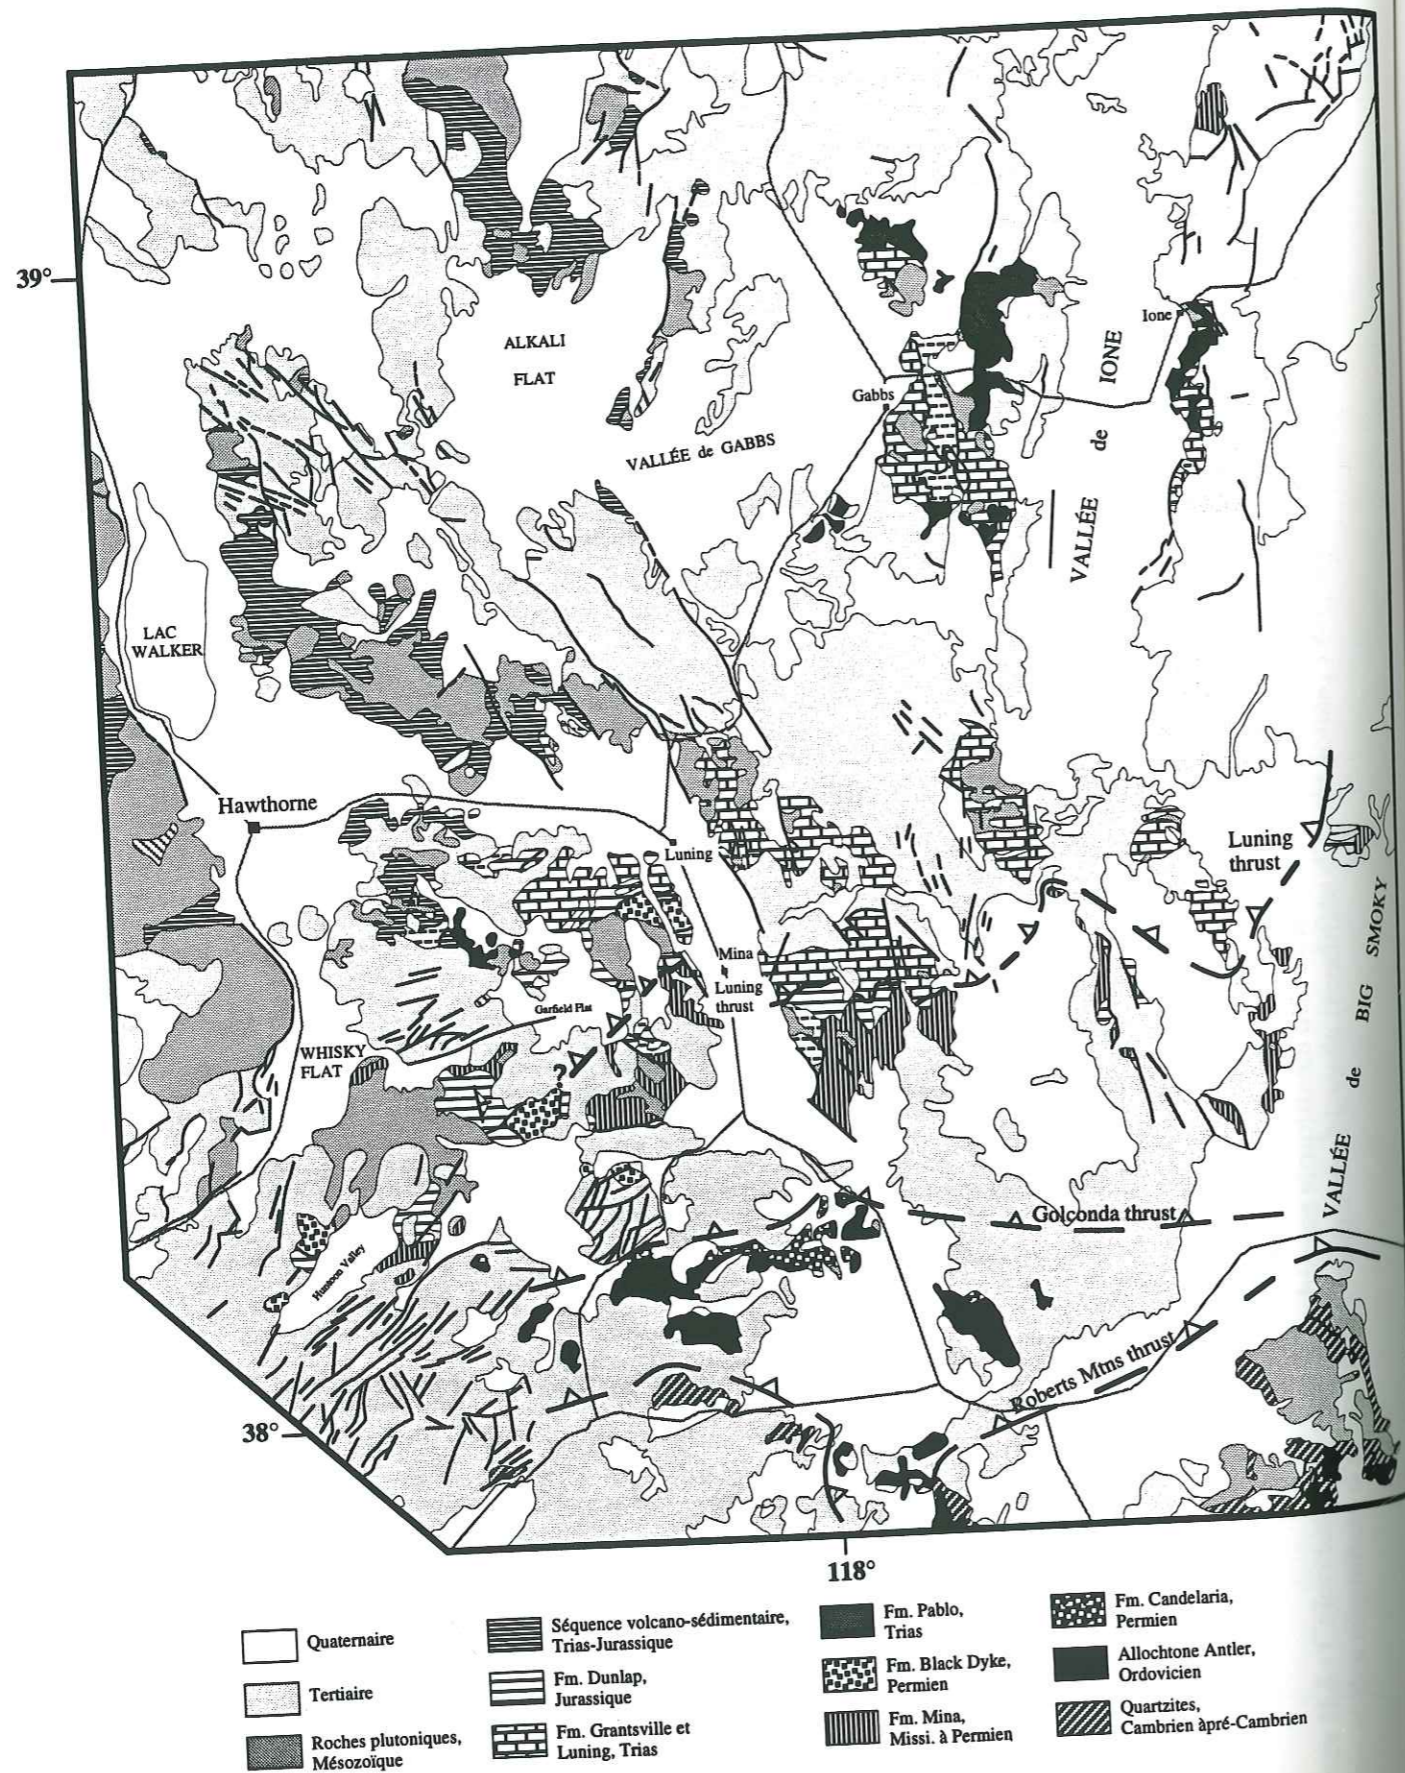 39°
ALKALI
FLAT
Ione
IONE
Gabbs
de
VALLÉE de GABBS
VALLÉE
LAC
WALKER
Hawthorne
Luning
Luning
thrust
SMOKY
Mina
Luning
thrust
Garfield Flat
BIG
WHISKY
FLAT
?
de
VALLÉE
Golconda thrust
Huntoon Valley
Roberts Mtns thrust
38°
118°
Quaternaire
Tertiaire
Roches plutoniques,
Mésozoïque
Séquence volcano-sédimentaire,
Trias-Jurassique
Fm. Dunlap,
Jurassique
Fm. Grantsville et
Luning, Trias
Fm. Pablo,
Trias
Fm. Black Dyke,
Permien
Fm. Mina,
Missi. à Permien
Fm. Candelaria,
Permien
Allochtone Antler,
Ordovicien
Quartzites,
Cambrien àpré-Cambrien